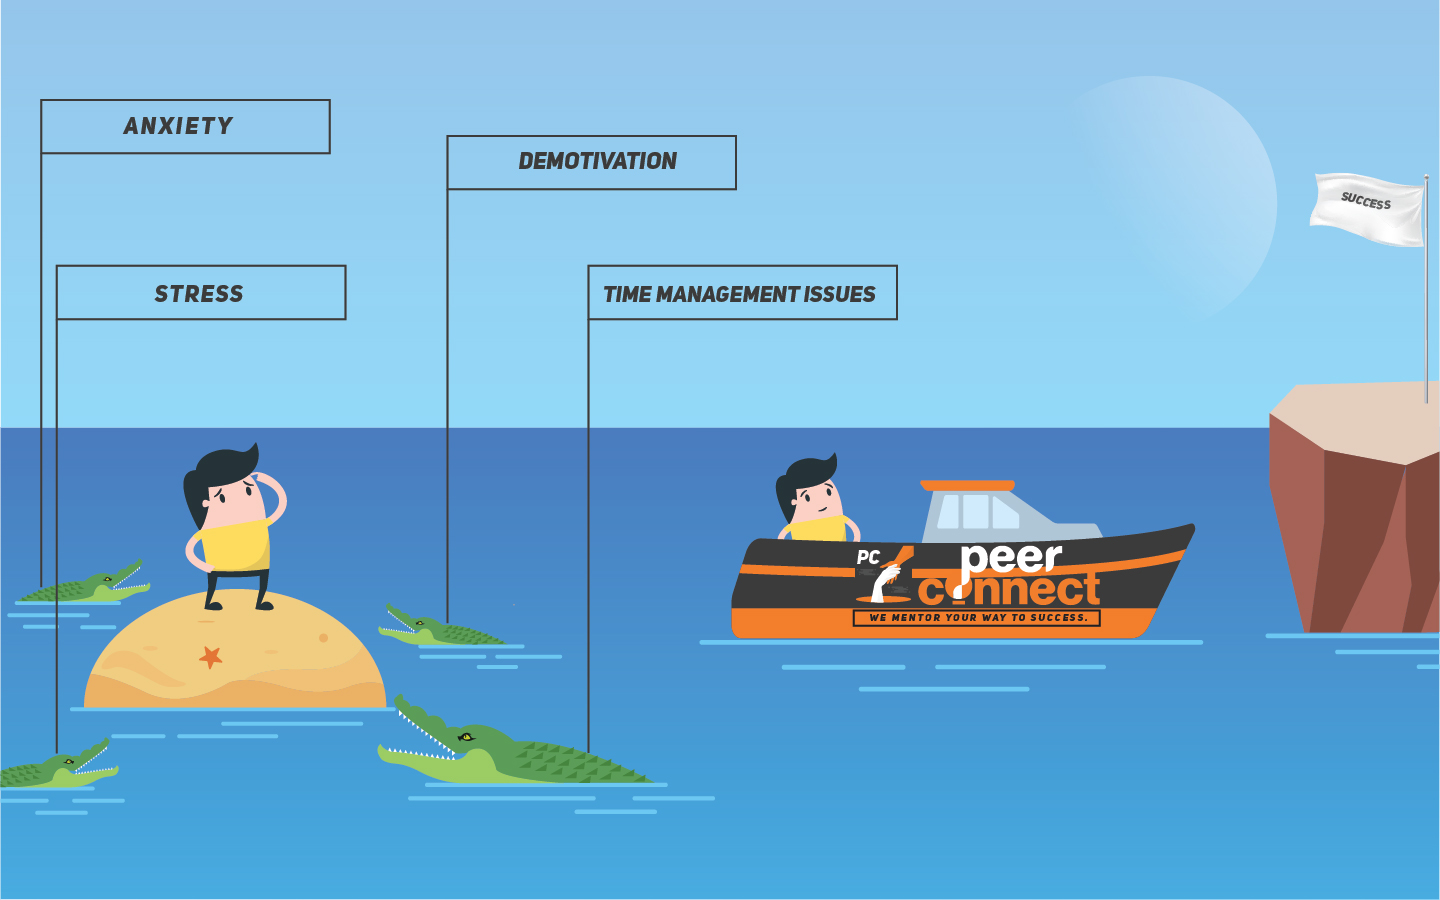 ANXIETY
DEMOTIVATION
STRESS
TIME MANAGEMENT ISSUES
SUCCESS
PC
peer
connect
WE MENTOR YOUR WAY TO SUCCESS.